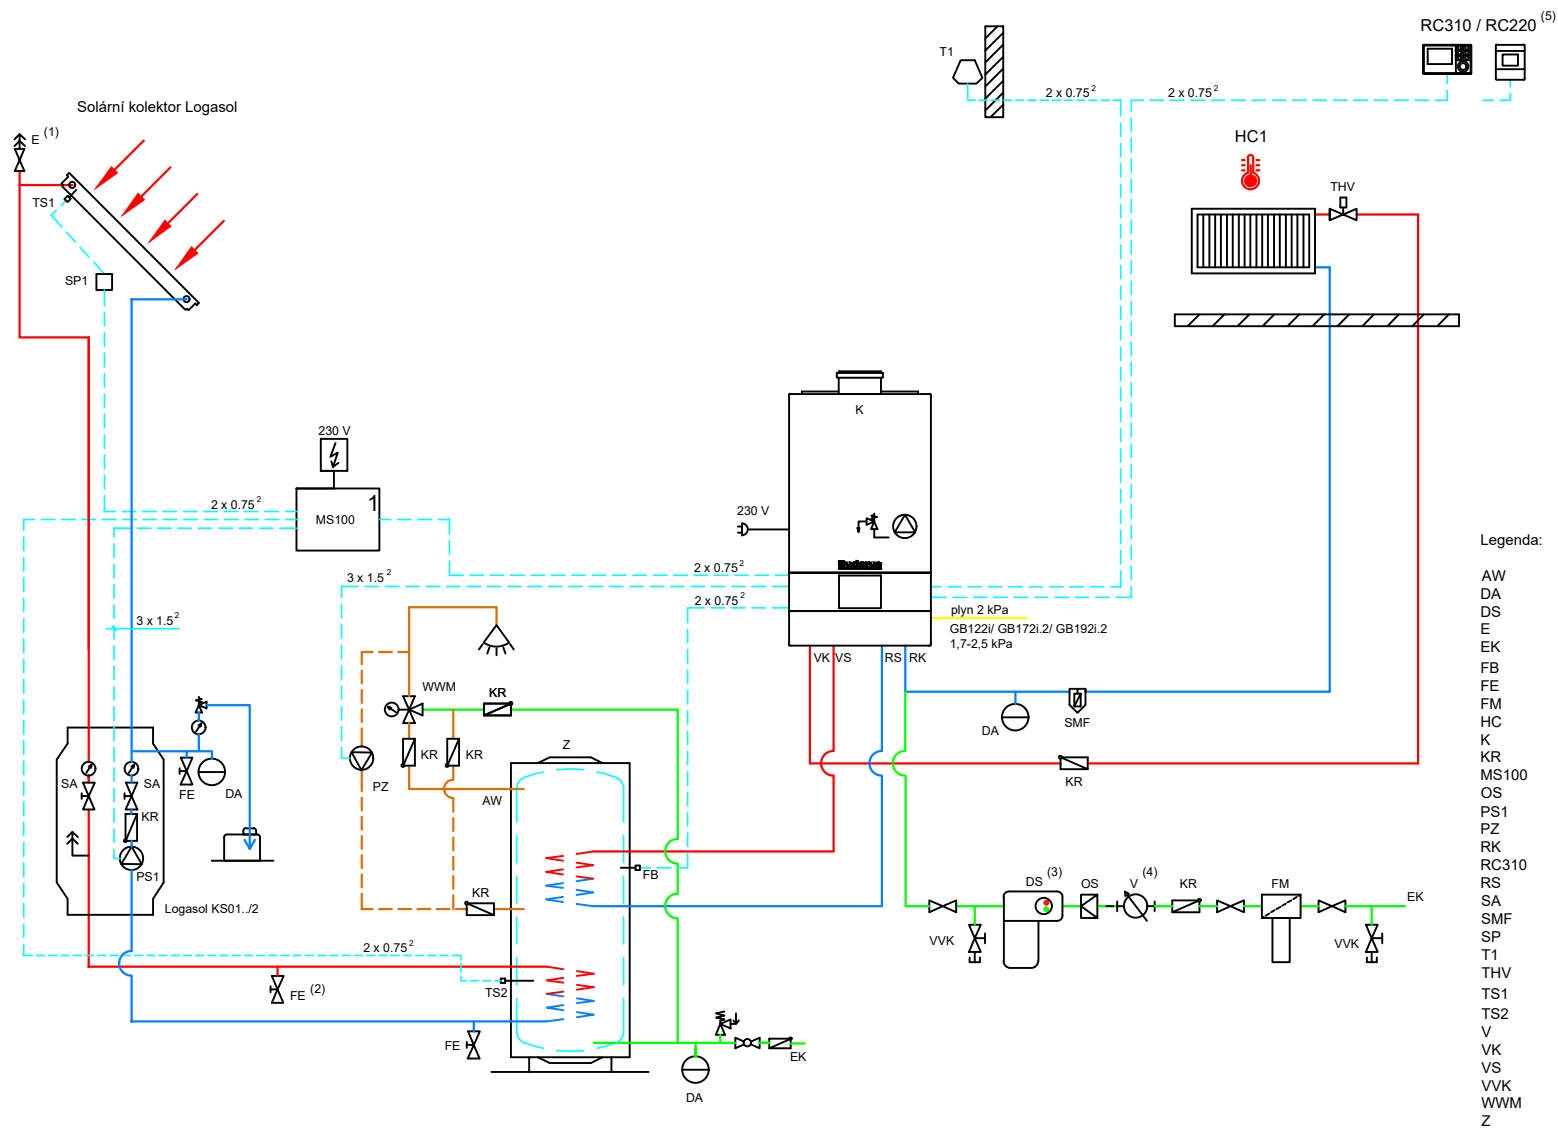 RC310 / RC220 (5)
T1
2 x 0.75²
2 x 0.75²
Solární kolektor Logasol
E (1)
HC1
TS1
THV
SP1
K
230 V
2 x 0.75²
1
MS100
230 V
Buderus
Legenda:
2 x 0.75²
3 x 1.5²
2 x 0.75²
plyn 2 kPa
GB122i/ GB172i.2/ GB192i.2
1,7-2,5 kPa
3 x 1.5²
VK VS RS RK
WWM
KR
DA
SMF
Z
KR
KR
SA
SA
FE
DA
PZ
KR
AW
KR
PS1
FB
KR
DS (3)
OS
V (4)
KR
FM
EK
Logasol KS01../2
VVK
VVK
2 x 0.75²
TS2
FE (2)
FE
EK
DA
AW
DA
DS
E
EK
FB
FE
FM
HC
K
KR
MS100
OS
PS1
PZ
RK
RC310
RS
SA
SMF
SP
T1
THV
TS1
TS2
V
VK
VS
VVK
WWM
Z